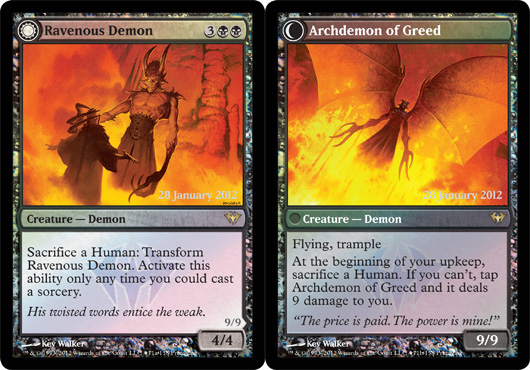 Ravenous Demon 3
28 January 2012
Creature — Demon
Sacrifice a Human: Transform
Ravenous Demon. Activate this
ability only any time you could cast
a sorcery.
His twisted words entice the weak.
9/9
Key Walker
4/4
Archdemon of Greed
28 January 2012
Creature — Demon
Flying, trample
At the beginning of your upkeep,
sacrifice a Human. If you can't, tap
Archdemon of Greed and it deals
9 damage to you.
“The price is paid. The power is mine!”
Key Walker
9/9